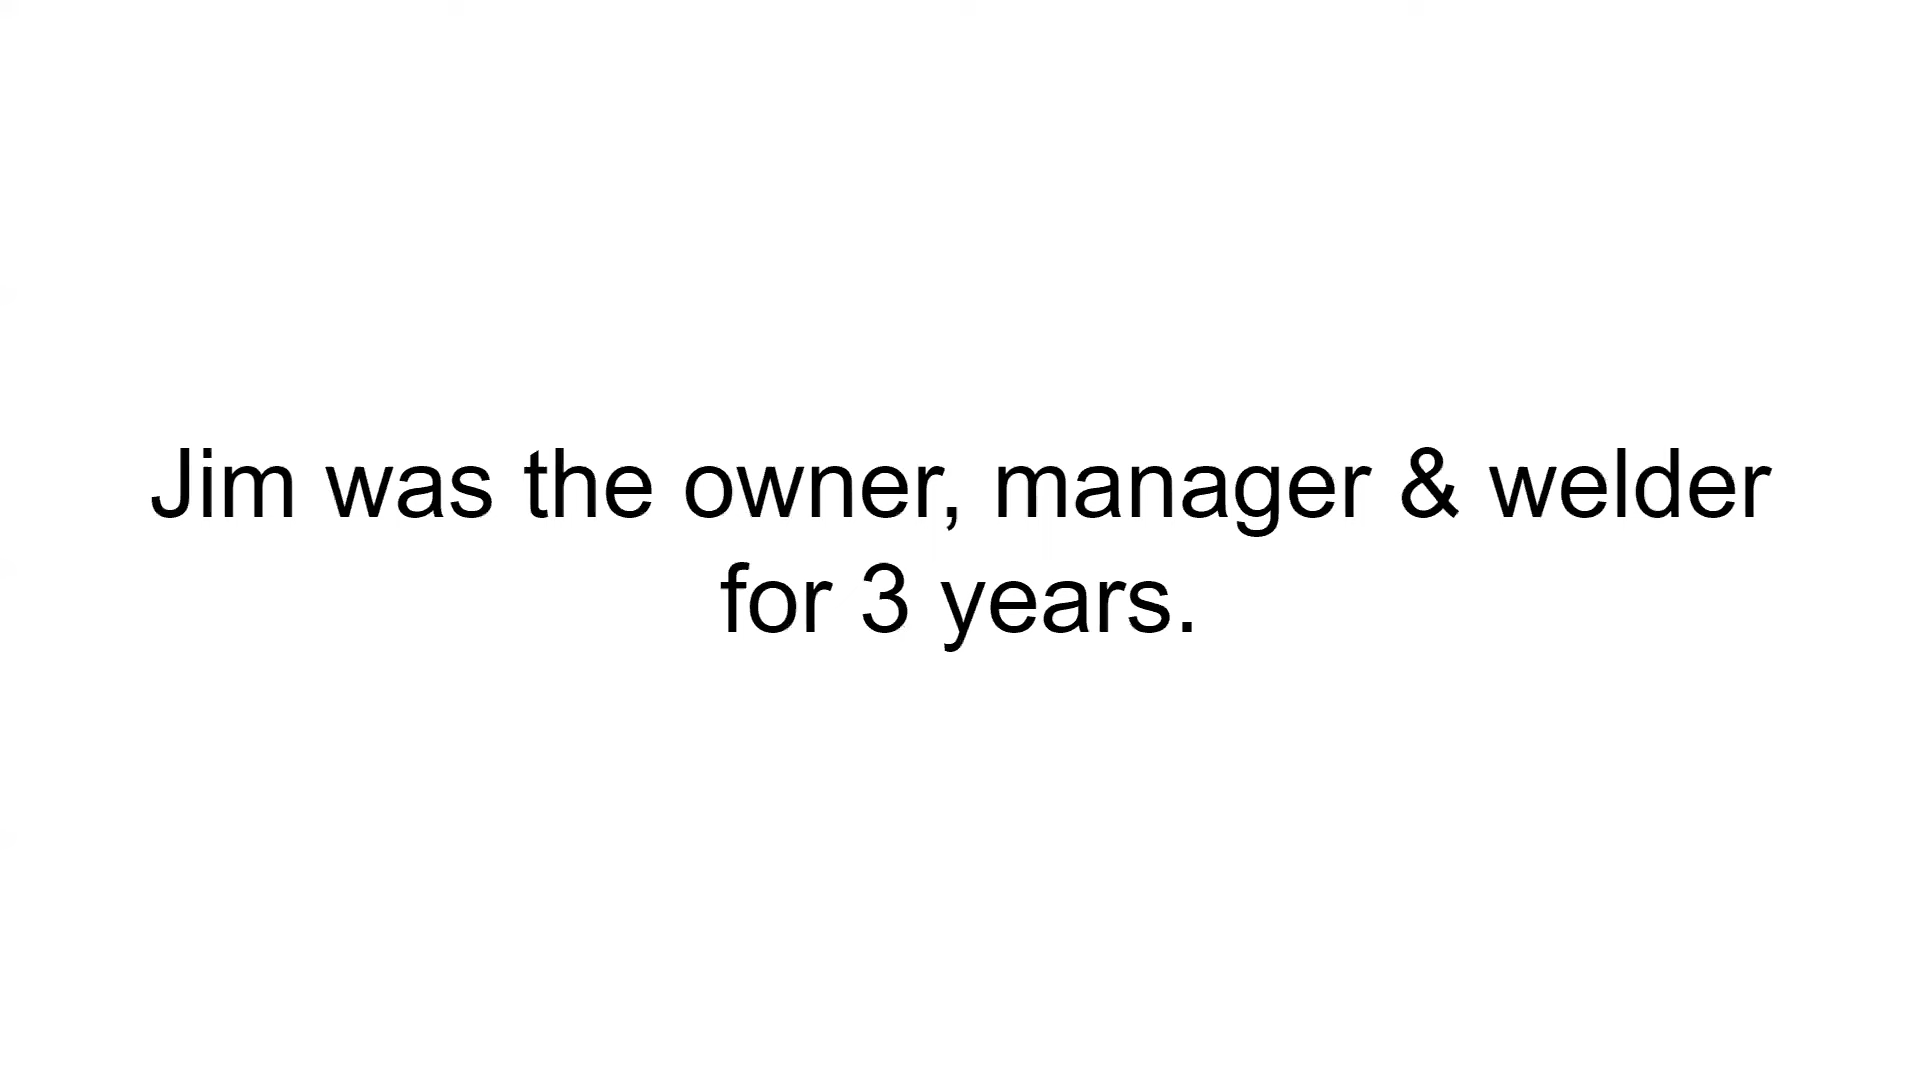 Jim was the owner, manager & welder
for 3 years.